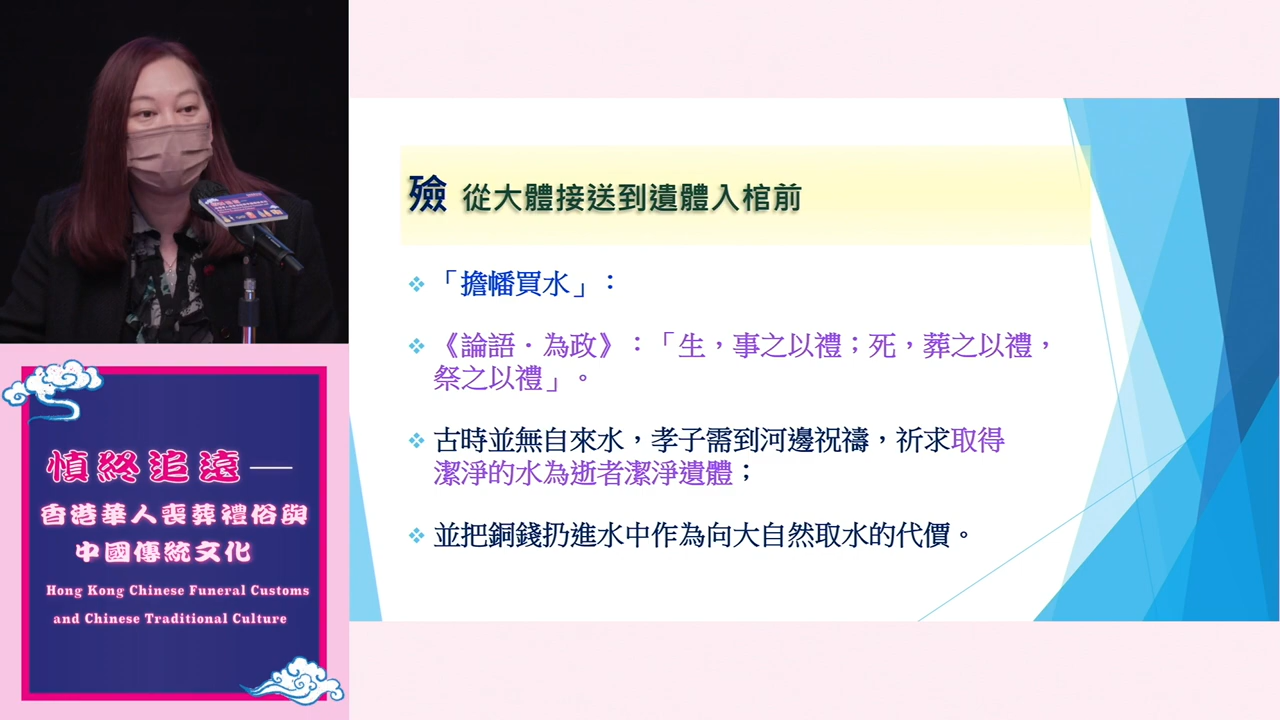 殮 從大體接送到遺體入棺前
「擔幡買水」：
《論語．為政》：「生，事之以禮；死，葬之以禮，
祭之以禮」。
古時並無自來水，孝子需到河邊祝禱，祈求取得
潔淨的水為逝者潔淨遺體；
並把銅錢扔進水中作為向大自然取水的代價。
慎終追遠—
香港華人喪葬禮俗與
中國傳統文化
Hong Kong Chinese Funeral Customs
and Chinese Traditional Culture